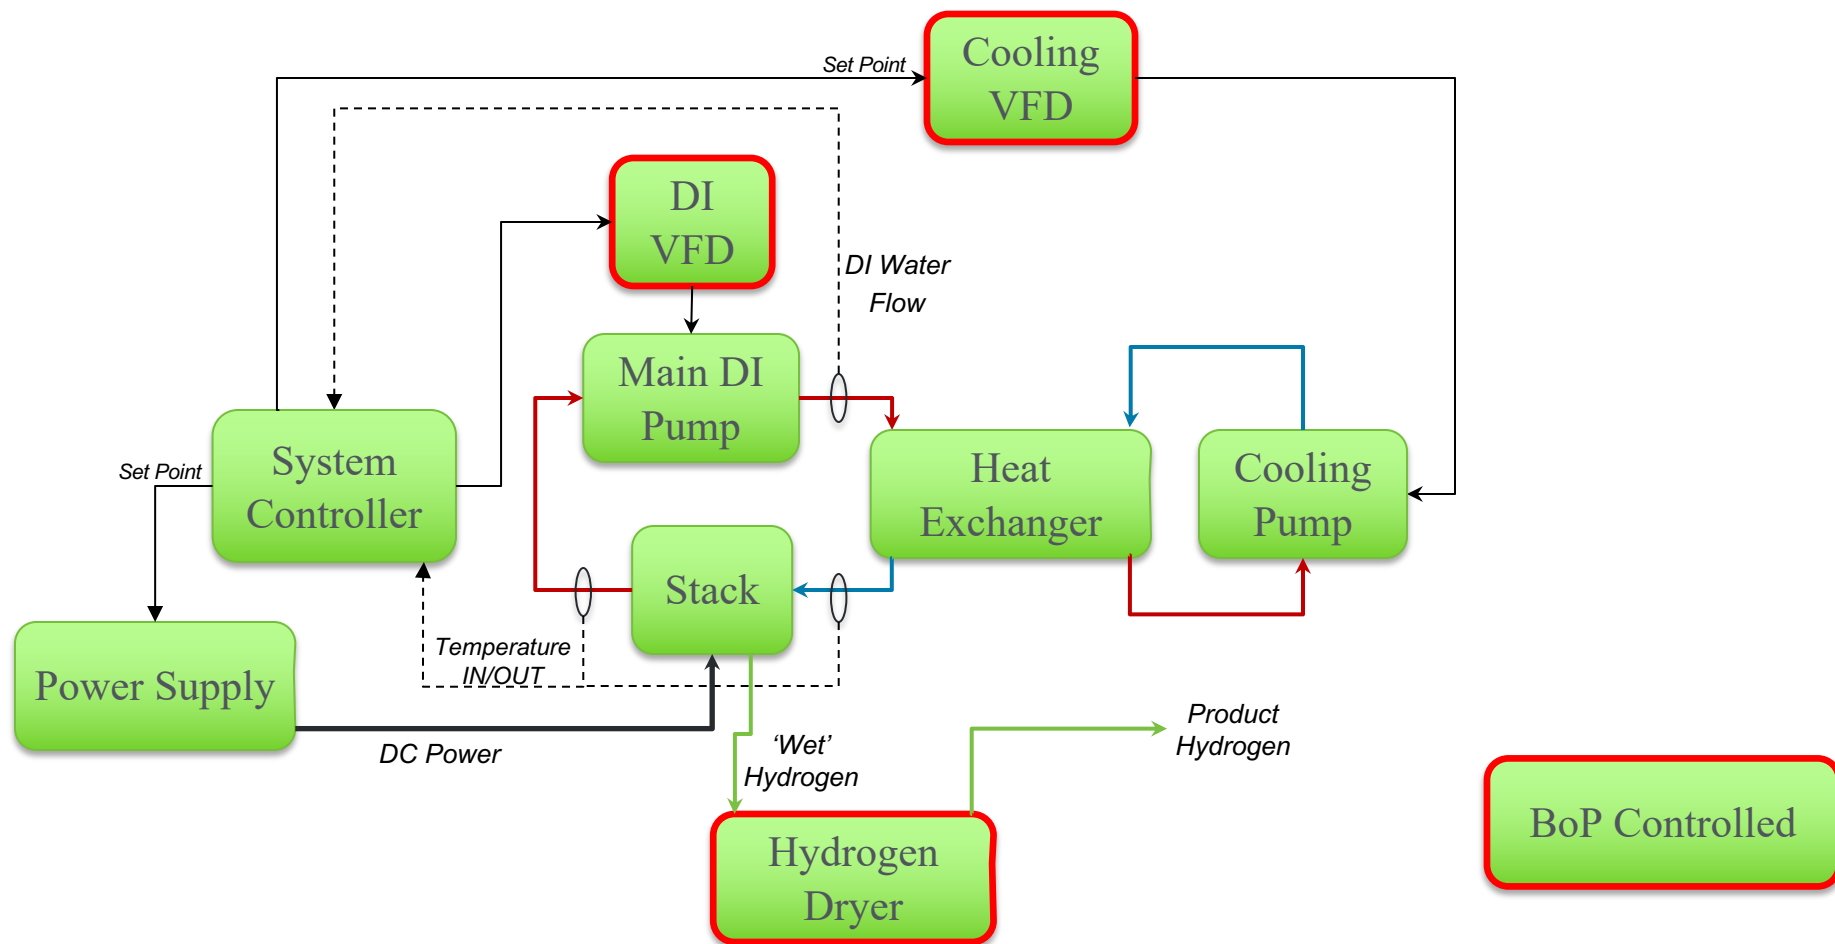 Set Point
Cooling
VFD
DI
VFD
DI Water
Flow
Main DI
Pump
Set Point
System
Controller
Heat
Exchanger
Cooling
Pump
Stack
Temperature
IN/OUT
Power Supply
DC Power
‘Wet’
Hydrogen
Product
Hydrogen
Hydrogen
Dryer
BoP Controlled